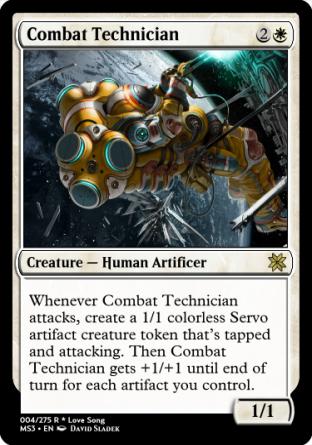 Combat Technician 2
Creature — Human Artificer
Whenever Combat Technician
attacks, create a 1/1 colorless Servo
artifact creature token that's tapped
and attacking. Then Combat
Technician gets +1/+1 until end of
turn for each artifact you control.
1/1
004/275 R * Love Song
MS3 • EN David Sladek